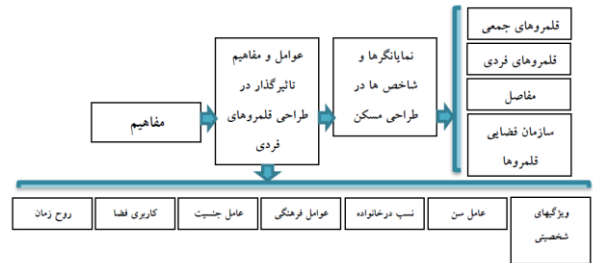 مفاهیم
عوامل و مفاهیم
تاثیرگذار در
طراحی قلمروهای
فردی
نمایانگرها و
شاخص ها در
طراحی مسکن
قلمروهای جمعی
قلمروهای فردی
مفاصل
سازمان فضایی
قلمروها
ویژگیهای
شخصیتی
عامل سن
نسب درخانواده
عوامل فرهنگی
عامل جنسیت
کاربری فضا
روح زمان